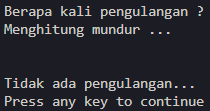 Berapa kali pengulangan ?
Menghitung mundur ...
Tidak ada pengulangan...
Press any key to continue